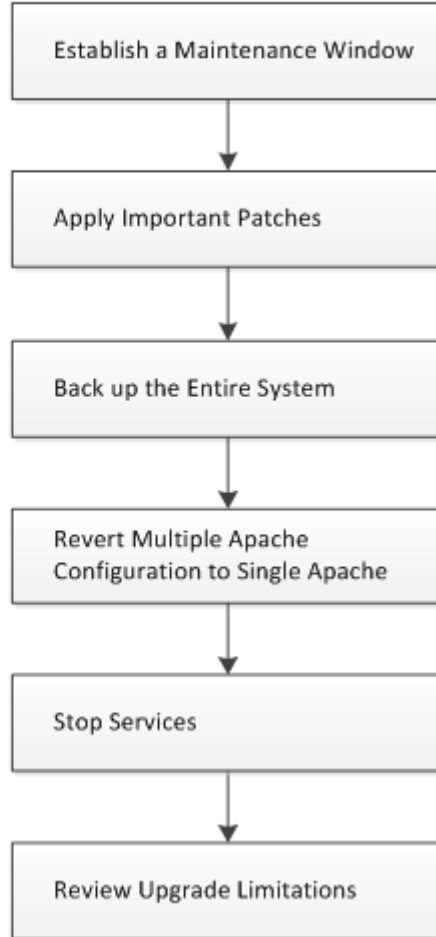 Establish a Maintenance Window
Apply Important Patches
Back up the Entire System
Revert Multiple Apache
Configuration to Single Apache
Stop Services
Review Upgrade Limitations